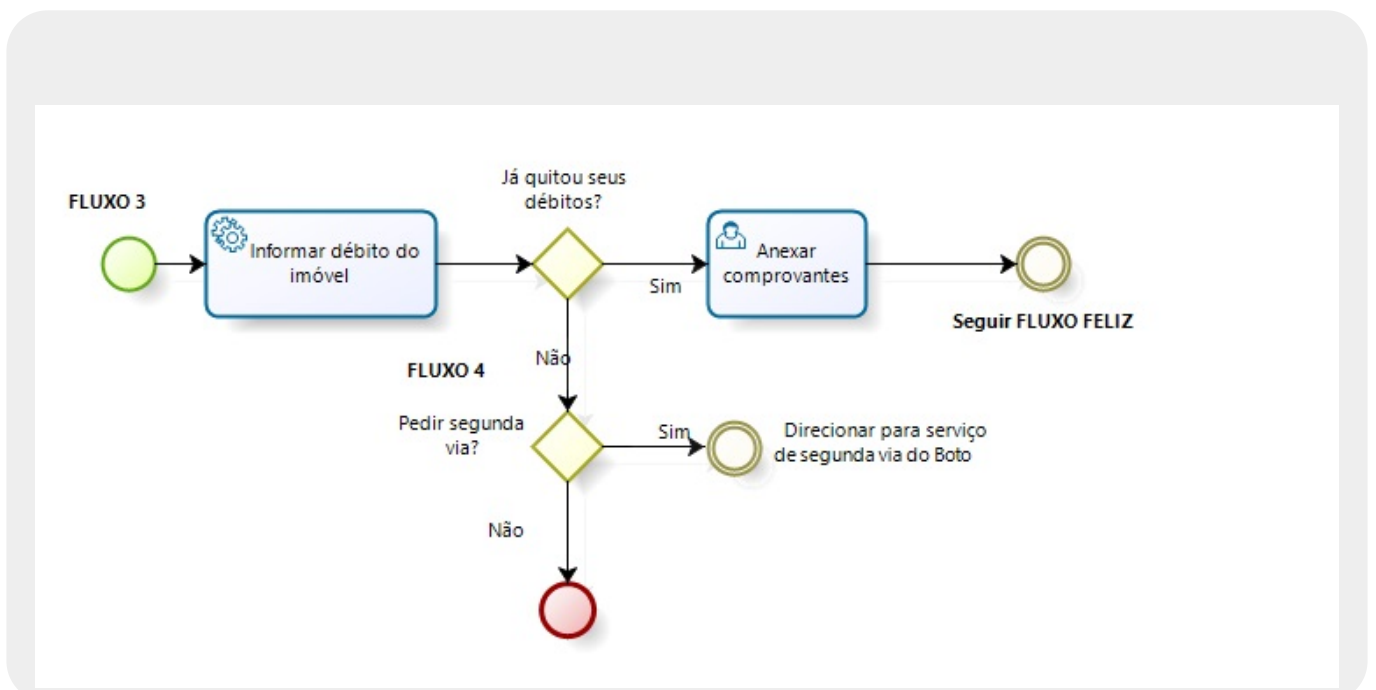 FLUXO 3
Informar débito do
imóvel
Já quitou seus
débitos?
Sim
Anexar
comprovantes
Seguir FLUXO FELIZ
Não
FLUXO 4
Pedir segunda
via?
Sim
Direcionar para serviço
de segunda via do Boto
Não